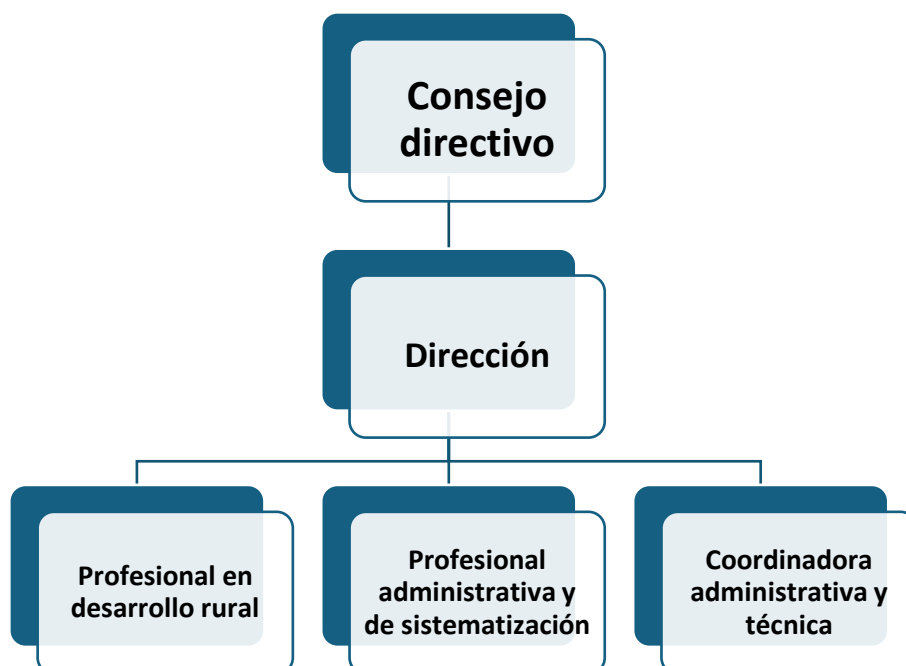 Consejo
directivo
Dirección
Profesional en
desarrollo rural
Profesional
administrativa y
de sistematización
Coordinadora
administrativa y
técnica